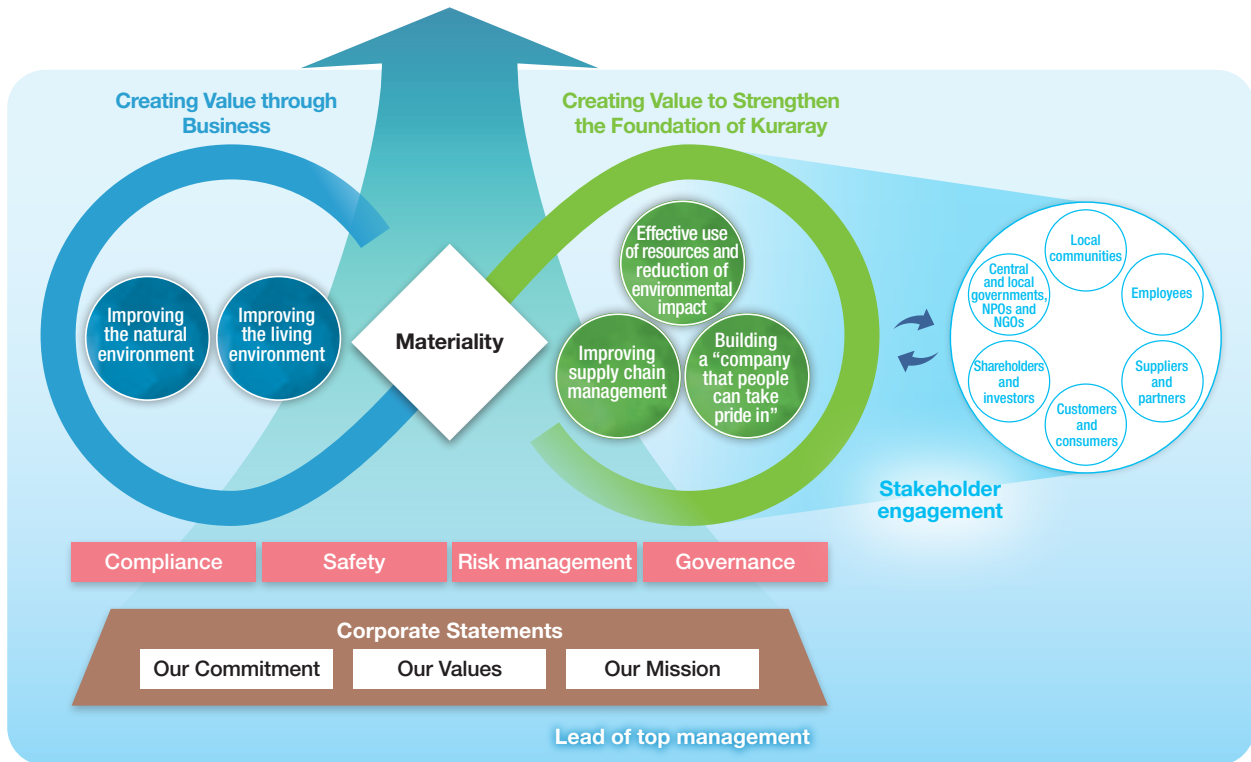 Creating Value through
Business
Creating Value to Strengthen
the Foundation of Kuraray
Improving
the natural
environment
Improving
the living
environment
Materiality
Effective use
of resources and
reduction of
environmental
impact
Improving
supply chain
management
Building
a “company
that people
can take
pride in”
Local
communities
Central
and local
governments,
NPOs and
NGOs
Employees
Shareholders
and
investors
Suppliers
and
partners
Customers
and
consumers
Stakeholder
engagement
Compliance
Safety
Risk management
Governance
Corporate Statements
Our Commitment
Our Values
Our Mission
Lead of top management